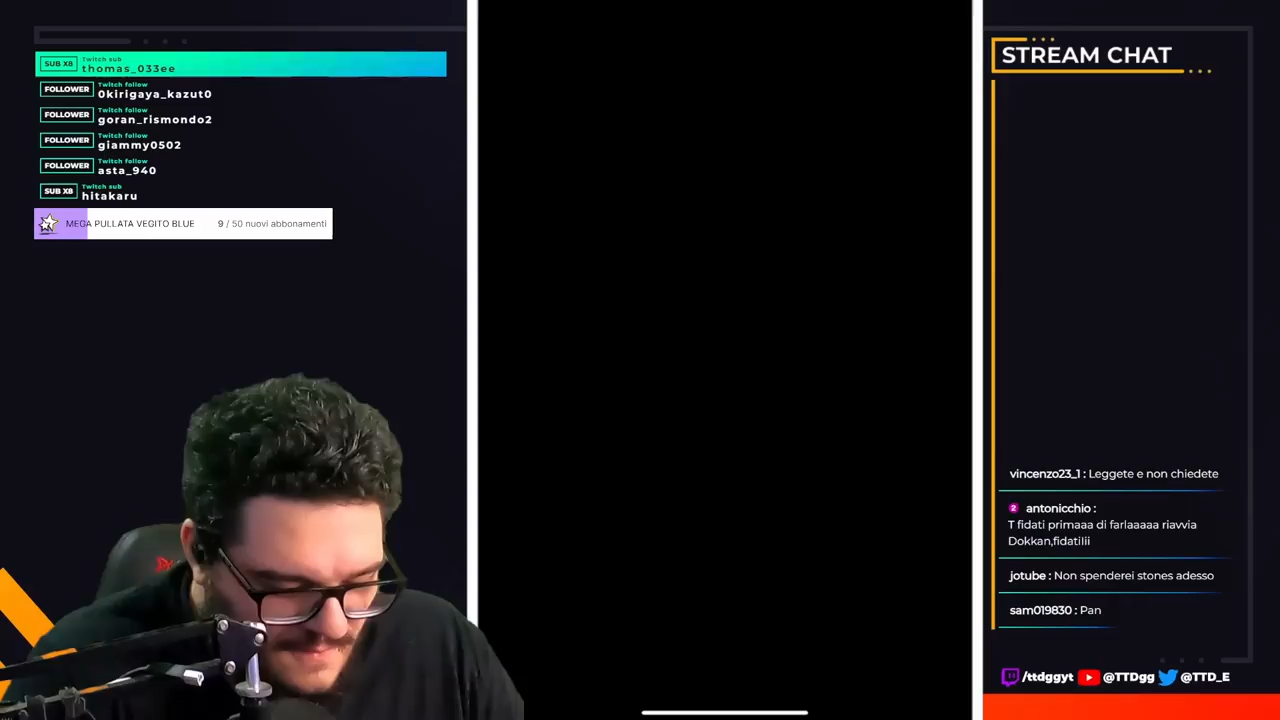 SUB X8
Twitch sub
thomas_033ee
FOLLOWER
Twitch follow
0kirigaya_kazut0
FOLLOWER
Twitch follow
goran_rismondo2
FOLLOWER
Twitch follow
giammy0502
FOLLOWER
Twitch follow
asta_940
SUB X8
Twitch sub
hitakaru
MEGA PULLATA VEGITO BLUE 9 / 50 nuovi abbonamenti
STREAM CHAT
vincenzo23_1 : Leggete e non chiedete
2 antonicchio :
T fidati primaaa di farlaaaaa riavvia
Dokkan,fidatiIii
jotube : Non spenderei stones adesso
sam019830 : Pan
/ttdggyt @TTDgg @TTD_E